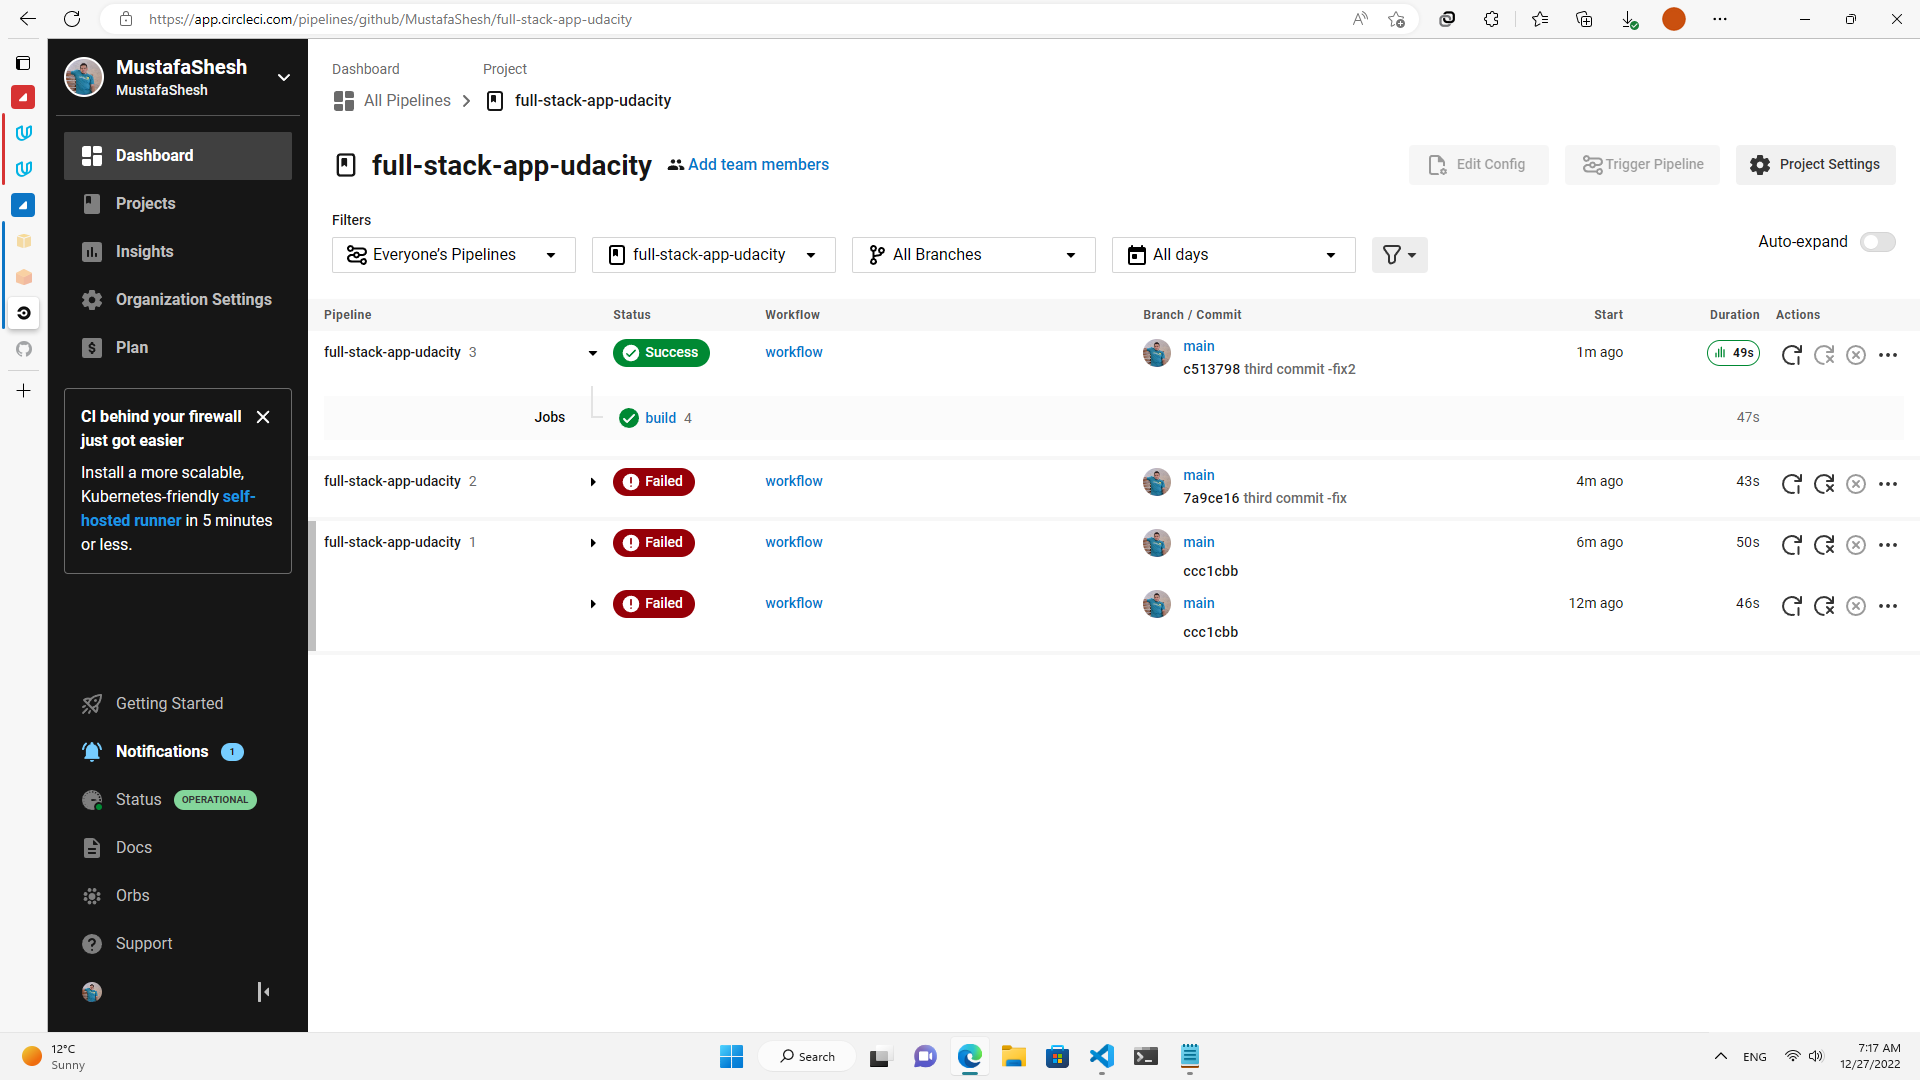 https://app.circleci.com/pipelines/github/MustafaShesh/full-stack-app-udacity
MustafaShesh
MustafaShesh
Dashboard
Projects
Insights
Organization Settings
Plan
CI behind your firewall
just got easier
Install a more scalable,
Kubernetes-friendly self-
hosted runner in 5 minutes
or less.
Getting Started
Notifications 1
Status OPERATIONAL
Docs
Orbs
Support
Dashboard Project
All Pipelines full-stack-app-udacity
full-stack-app-udacity Add team members Edit Config Trigger Pipeline Project Settings
Filters
Everyone’s Pipelines full-stack-app-udacity All Branches All days Auto-expand
Pipeline Status Workflow Branch / Commit Start Duration Actions
full-stack-app-udacity 3 Success workflow main 1m ago 49s
c513798 third commit -fix2
Jobs build 4 47s
full-stack-app-udacity 2 Failed workflow main 4m ago 43s
7a9ce16 third commit -fix
full-stack-app-udacity 1 Failed workflow main 6m ago 50s
ccc1cbb
Failed workflow main 12m ago 46s
ccc1cbb
12°C
Sunny
Search
ENG
7:17 AM
12/27/2022